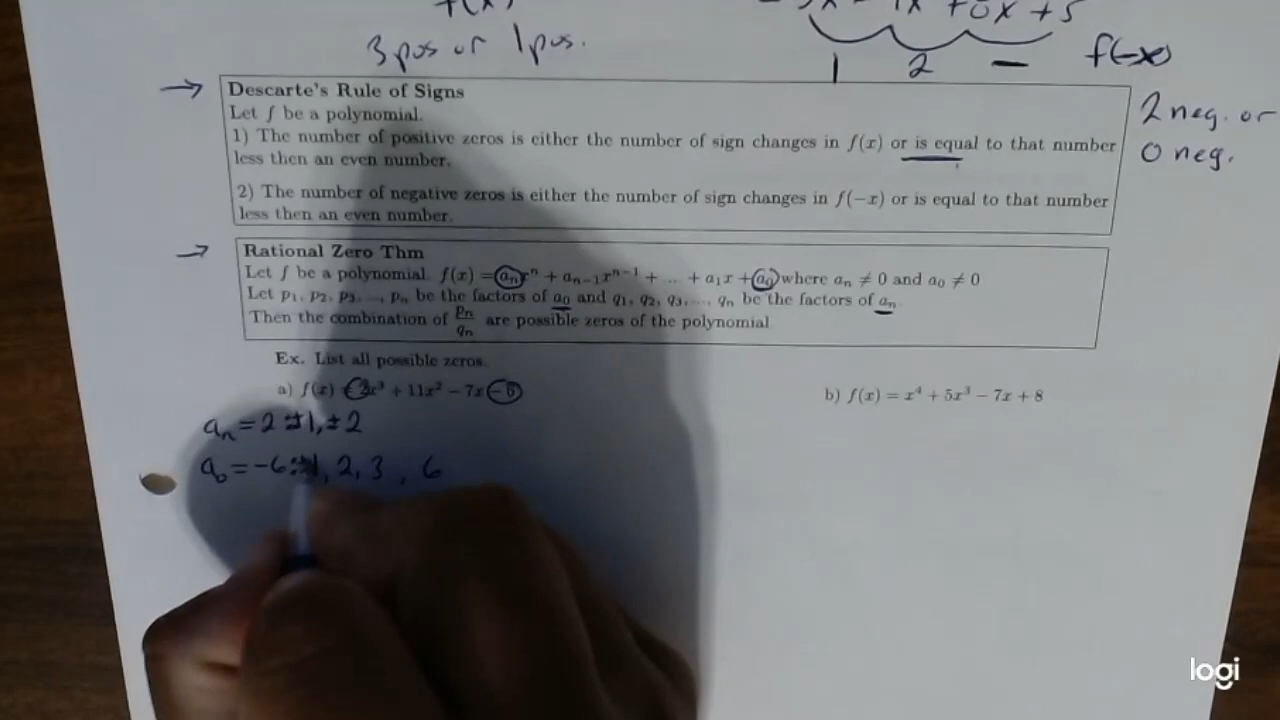 3 pos or 1 pos.
1 2 — f(-x)
2 neg. or
0 neg.
Descarte's Rule of Signs
Let f be a polynomial.
1) The number of positive zeros is either the number of sign changes in f(x) or is equal to that number
less then an even number.
2) The number of negative zeros is either the number of sign changes in f(−x) or is equal to that number
less then an even number.
Rational Zero Thm
Let f be a polynomial. f(x) = aₙxⁿ + aₙ₋₁xⁿ⁻¹ + ... + a₁x + a₀ where aₙ ≠ 0 and a₀ ≠ 0
Let p₁, p₂, p₃, ..., pₙ be the factors of a₀ and q₁, q₂, q₃, ..., qₙ be the factors of aₙ.
Then the combination of pₙ/qₙ are possible zeros of the polynomial
Ex. List all possible zeros.
a) f(x) = 2x³ + 11x² − 7x − 6
b) f(x) = x⁴ + 5x³ − 7x + 8
aₙ = 2 ±1, ±2
a₀ = -6: ±1, 2, 3, 6
logi